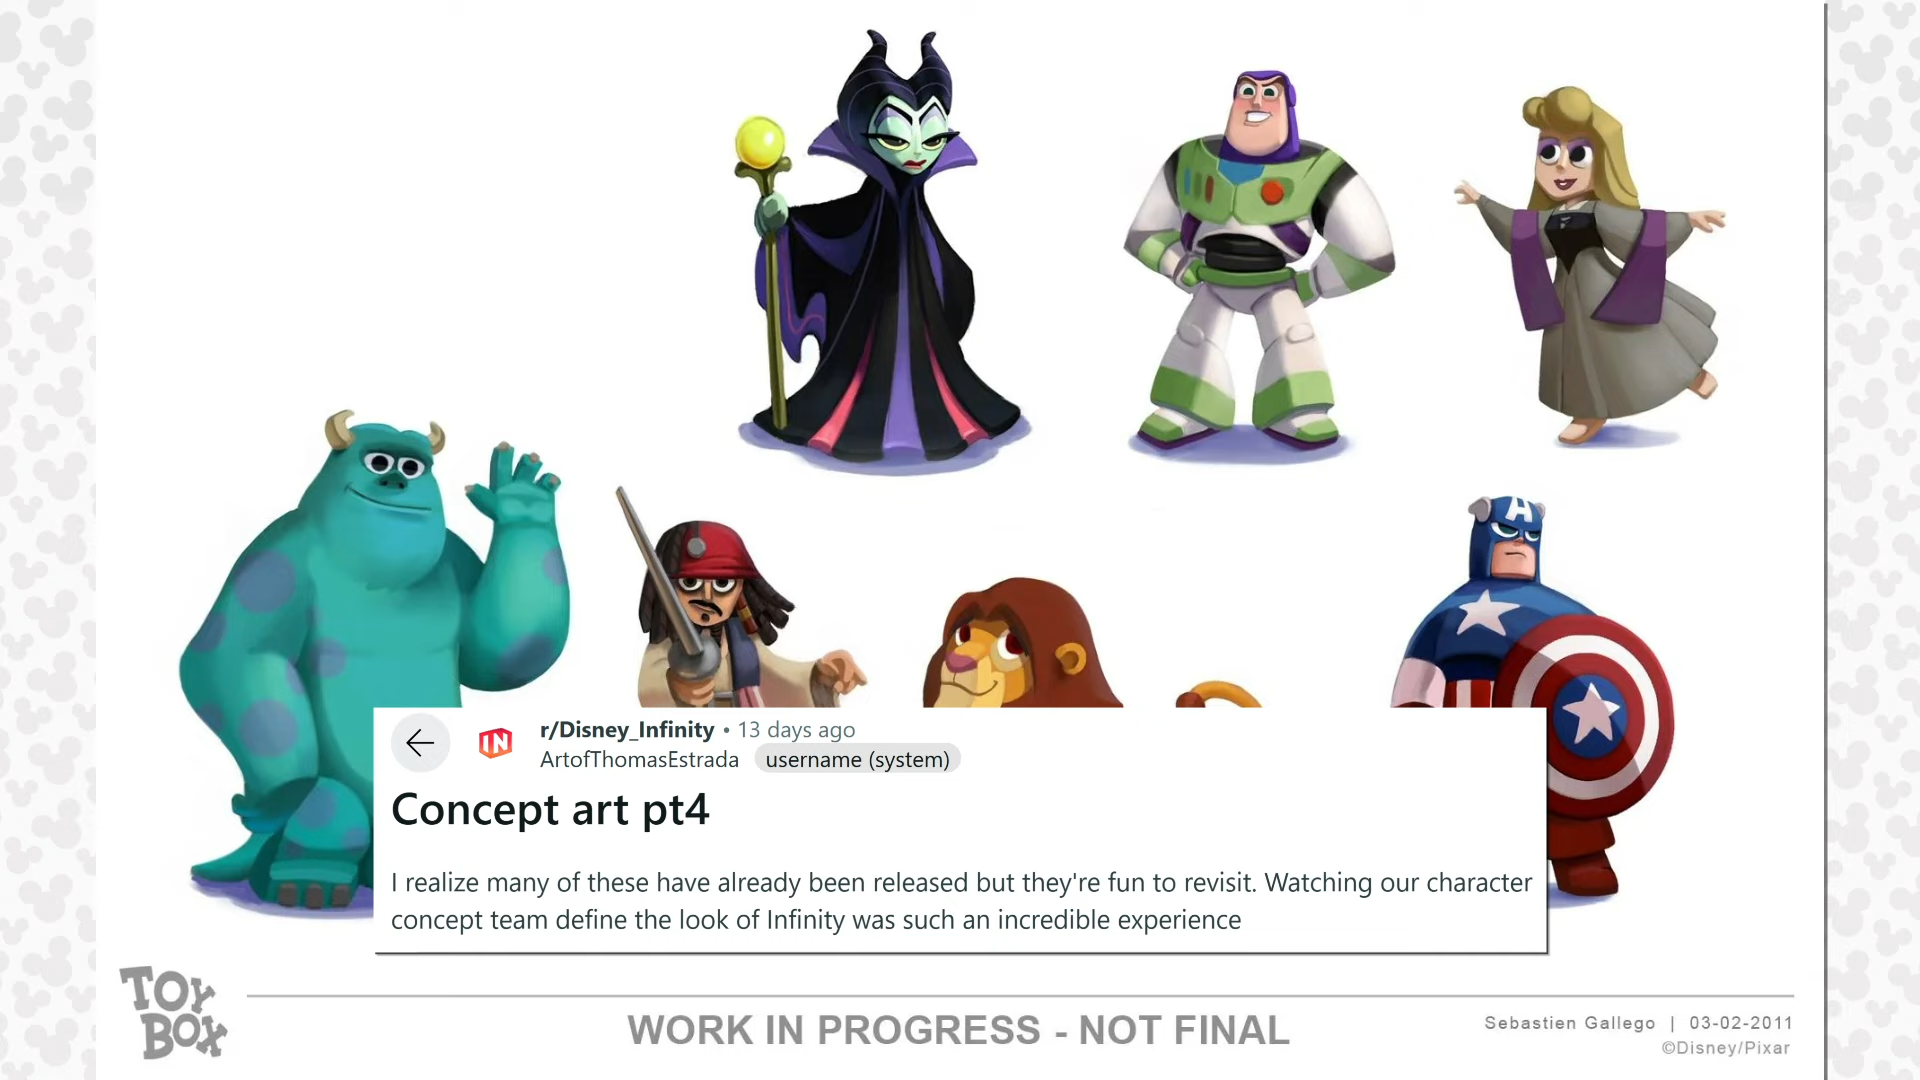 A
r/Disney_Infinity • 13 days ago
IN
ArtofThomasEstrada username (system)
Concept art pt4
I realize many of these have already been released but they're fun to revisit. Watching our character
concept team define the look of Infinity was such an incredible experience
TOY
BOX
WORK IN PROGRESS - NOT FINAL
Sebastien Gallego | 03-02-2011
©Disney/Pixar